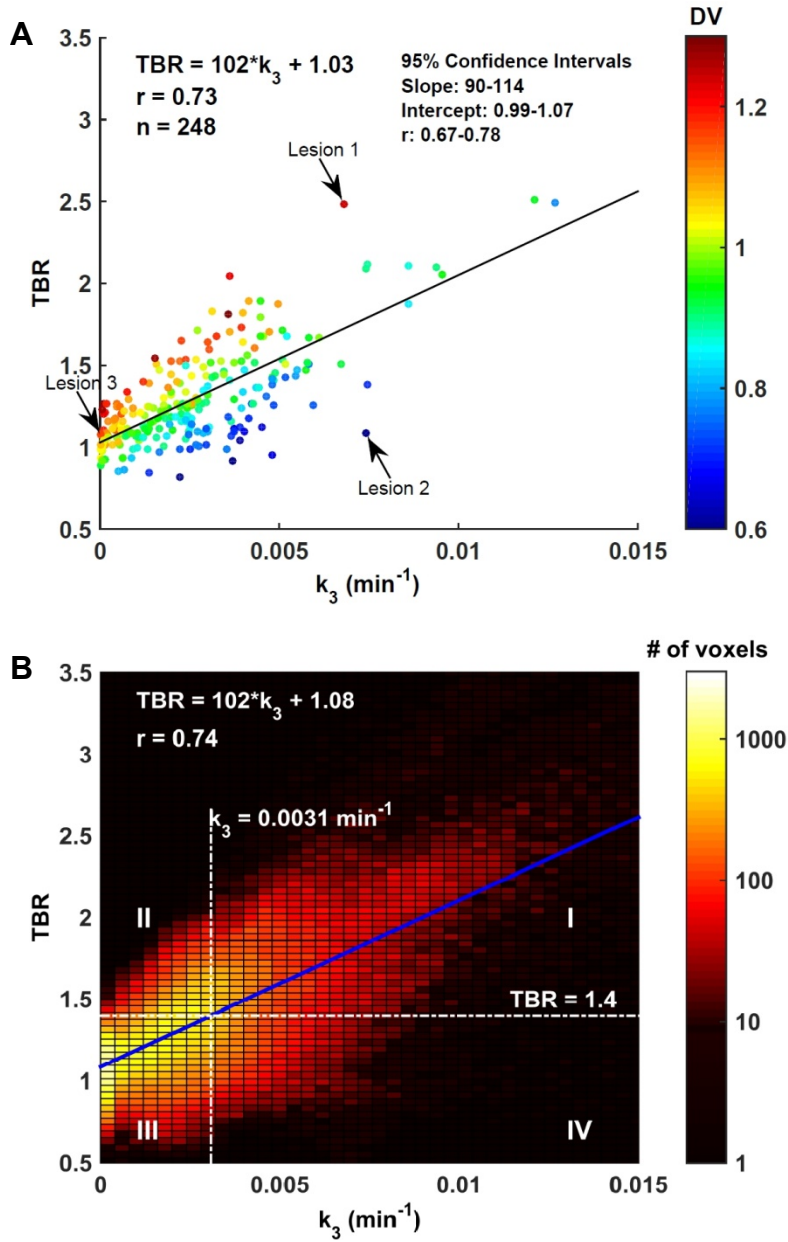 A
TBR = 102*k3 + 1.03
r = 0.73
n = 248
95% Confidence Intervals
Slope: 90-114
Intercept: 0.99-1.07
r: 0.67-0.78
Lesion 1
Lesion 2
Lesion 3
3.5
3
2.5
2
1.5
1
0.5
TBR
0
0.005
0.01
0.015
k3 (min-1)
DV
1.2
1
0.8
0.6
B
TBR = 102*k3 + 1.08
r = 0.74
k3 = 0.0031 min-1
II
I
TBR = 1.4
III
IV
3.5
3
2.5
2
1.5
1
0.5
TBR
0
0.005
0.01
0.015
k3 (min-1)
# of voxels
1000
100
10
1